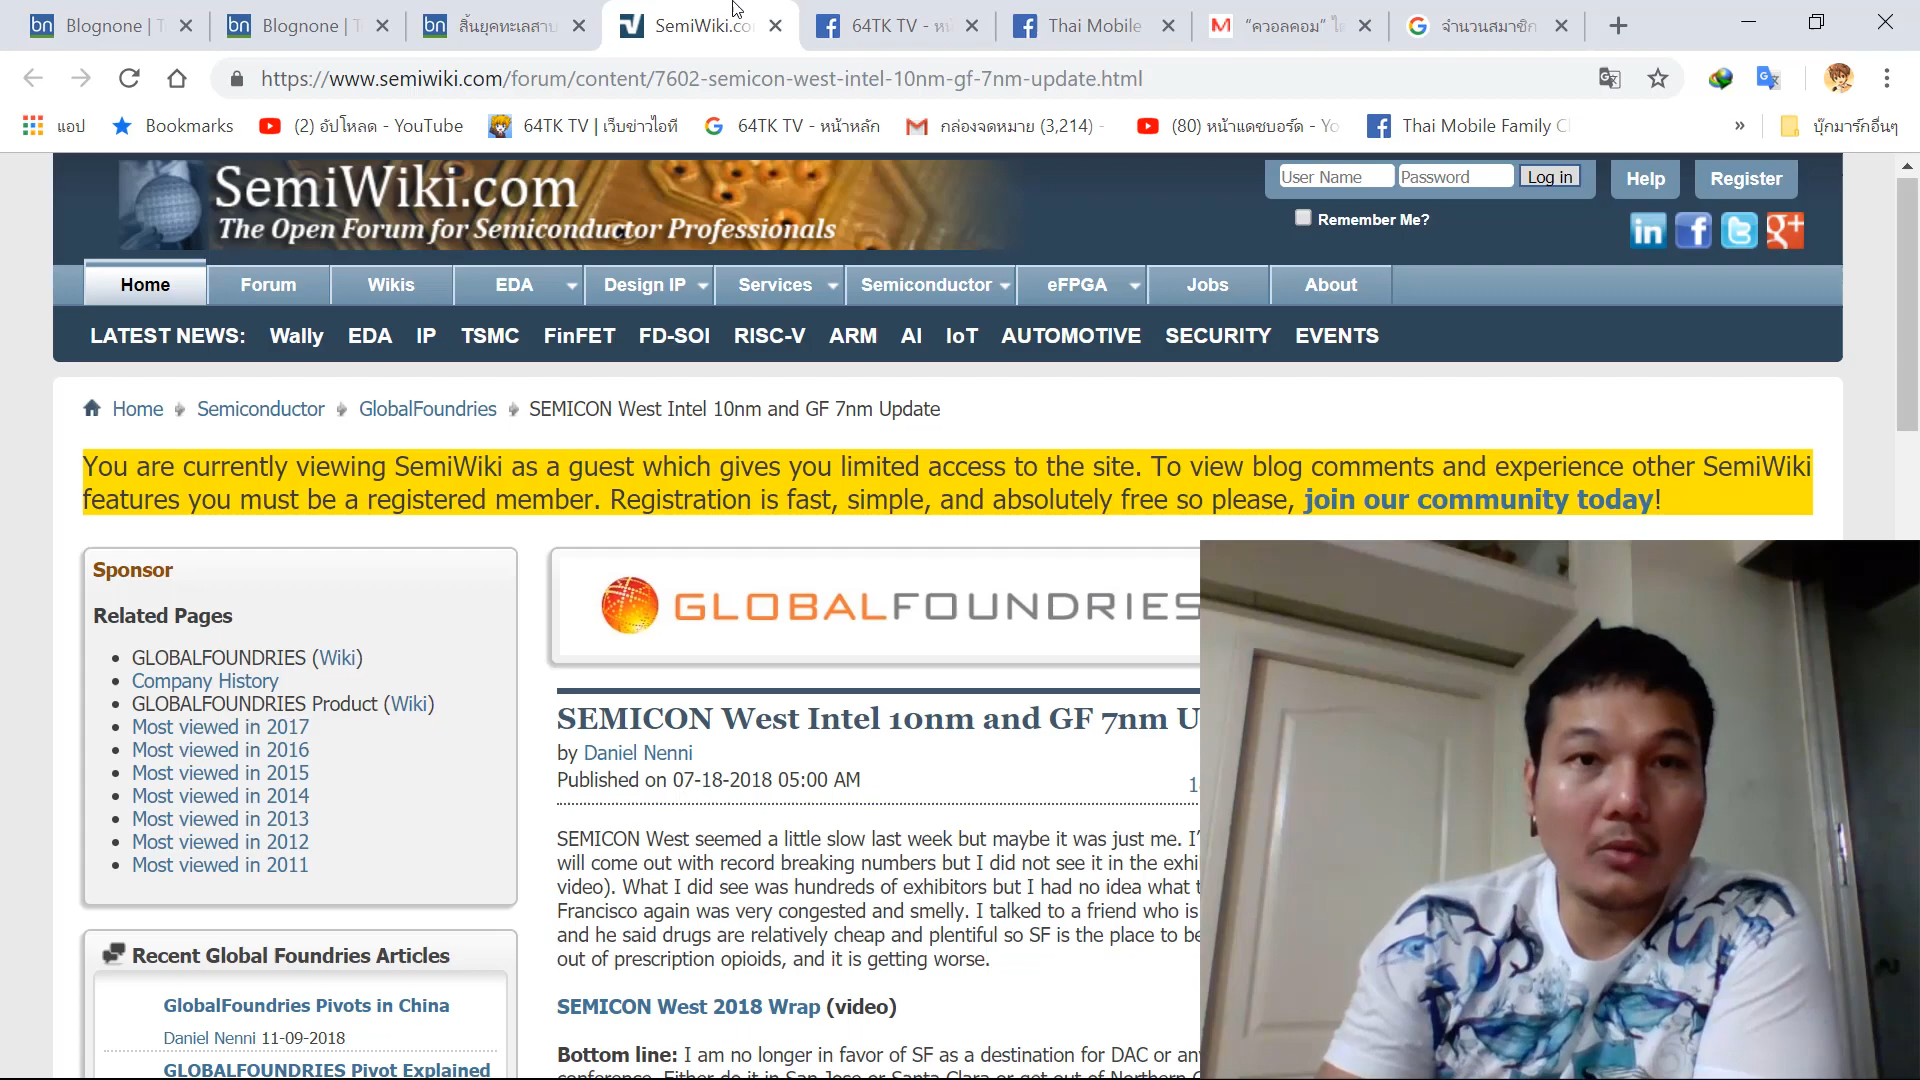 Blognone | T
Blognone | T
สิ้นยุคทะเลสาบ
SemiWiki.co
64TK TV - หน้
Thai Mobile
"ควอลคอม" ไต
จำนวนสมาชิก
https://www.semiwiki.com/forum/content/7602-semicon-west-intel-10nm-gf-7nm-update.html
แอป
Bookmarks
(2) อัปโหลด - YouTube
64TK TV | เว็บข่าวไอที
64TK TV - หน้าหลัก
กล่องจดหมาย (3,214) -
(80) หน้าแดชบอร์ด - Yo
Thai Mobile Family Cl
»
บุ๊กมาร์กอื่นๆ
SemiWiki.com
The Open Forum for Semiconductor Professionals
User Name
Password
Log in
Help
Register
Remember Me?
Home
Forum
Wikis
EDA
Design IP
Services
Semiconductor
eFPGA
Jobs
About
LATEST NEWS: Wally EDA IP TSMC FinFET FD-SOI RISC-V ARM AI IoT AUTOMOTIVE SECURITY EVENTS
Home Semiconductor GlobalFoundries SEMICON West Intel 10nm and GF 7nm Update
You are currently viewing SemiWiki as a guest which gives you limited access to the site. To view blog comments and experience other SemiWiki
features you must be a registered member. Registration is fast, simple, and absolutely free so please, join our community today!
Sponsor
Related Pages
GLOBALFOUNDRIES (Wiki)
Company History
GLOBALFOUNDRIES Product (Wiki)
Most viewed in 2017
Most viewed in 2016
Most viewed in 2015
Most viewed in 2014
Most viewed in 2013
Most viewed in 2012
Most viewed in 2011
Recent Global Foundries Articles
GlobalFoundries Pivots in China
Daniel Nenni 11-09-2018
GLOBALFOUNDRIES Pivot Explained
GLOBALFOUNDRIES
SEMICON West Intel 10nm and GF 7nm U
by Daniel Nenni
Published on 07-18-2018 05:00 AM
SEMICON West seemed a little slow last week but maybe it was just me. I'
will come out with record breaking numbers but I did not see it in the exhi
video). What I did see was hundreds of exhibitors but I had no idea what t
Francisco again was very congested and smelly. I talked to a friend who is
and he said drugs are relatively cheap and plentiful so SF is the place to be
out of prescription opioids, and it is getting worse.
SEMICON West 2018 Wrap (video)
Bottom line: I am no longer in favor of SF as a destination for DAC or any
conference. Either do it in San Jose or Santa Clara or get out of Northern C